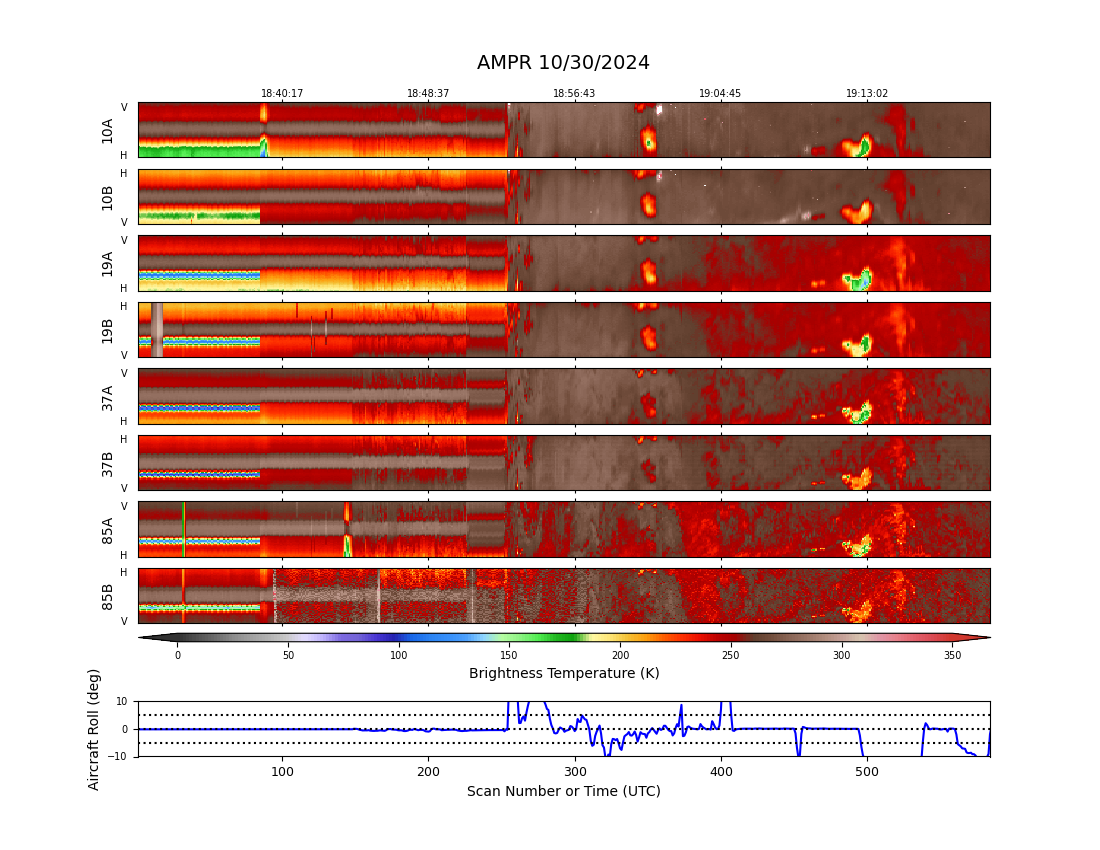 AMPR 10/30/2024
18:40:17 18:48:37 18:56:43 19:04:45 19:13:02
V
10A
H
H
10B
V
V
19A
H
H
19B
V
V
37A
H
H
37B
V
V
85A
H
H
85B
V
0 50 100 150 200 250 300 350
Brightness Temperature (K)
Aircraft Roll (deg)
10
0
−10
100 200 300 400 500
Scan Number or Time (UTC)